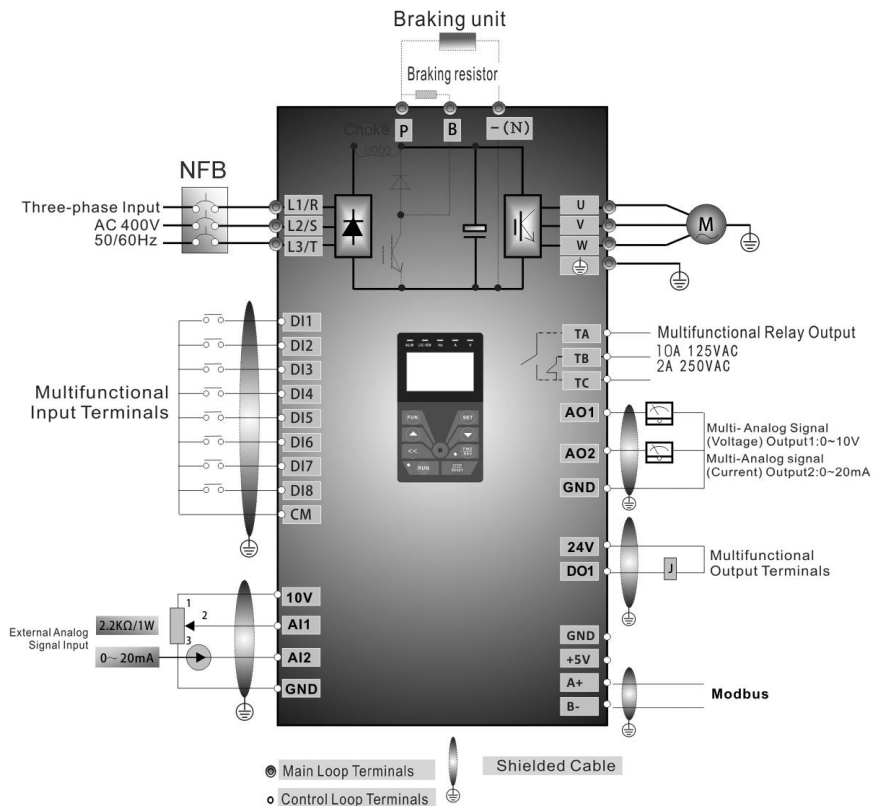 Braking unit
Braking resistor
Choke
P
B
-(N)
NFB
Three-phase Input
AC 400V
50/60Hz
L1/R
L2/S
L3/T
U
V
W
M
DI1
DI2
DI3
DI4
DI5
DI6
DI7
DI8
CM
Multifunctional
Input Terminals
FUN
SET
<<
RUN
STOP
RESET
TA
TB
TC
Multifunctional Relay Output
10A 125VAC
2A 250VAC
AO1
AO2
GND
Multi- Analog Signal
(Voltage) Output1:0~10V
Multi-Analog signal
(Current) Output2:0~20mA
24V
DO1
J
Multifunctional
Output Terminals
10V
AI1
AI2
GND
1
2
3
2.2KΩ/1W
External Analog
Signal Input
0~ 20mA
GND
+5V
A+
B-
Modbus
Main Loop Terminals
Control Loop Terminals
Shielded Cable